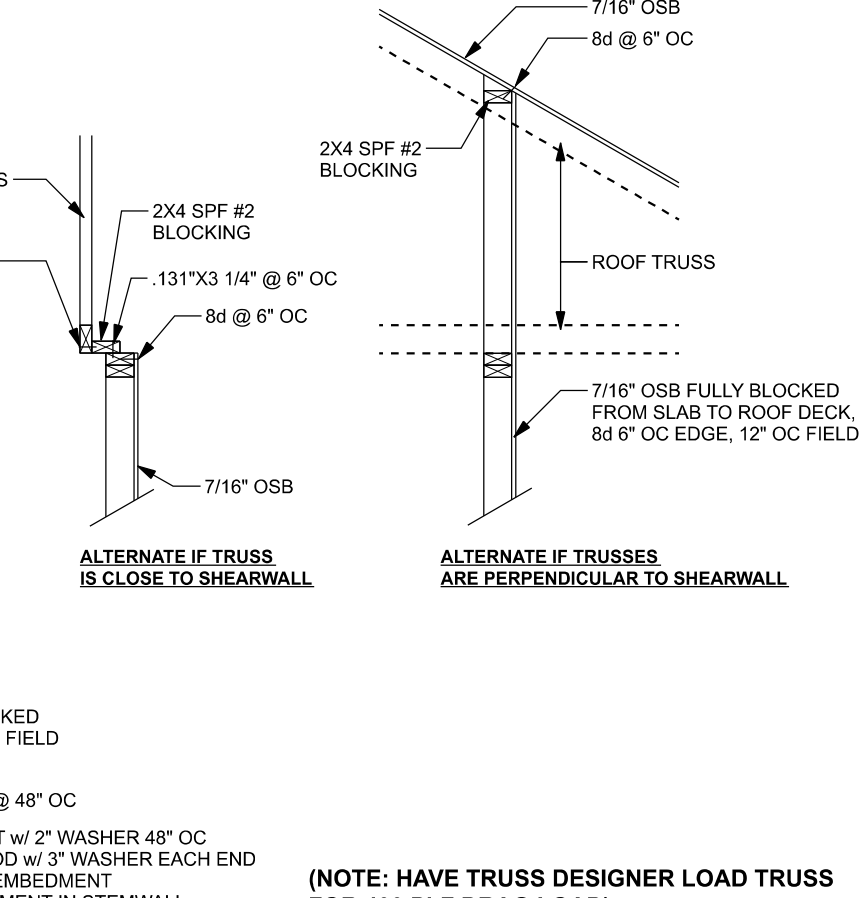 7/16" OSB
8d @ 6" OC
2X4 SPF #2
BLOCKING
ROOF TRUSS
7/16" OSB FULLY BLOCKED
FROM SLAB TO ROOF DECK,
8d 6" OC EDGE, 12" OC FIELD
S
2X4 SPF #2
BLOCKING
.131"X3 1/4" @ 6" OC
8d @ 6" OC
7/16" OSB
ALTERNATE IF TRUSS
IS CLOSE TO SHEARWALL
ALTERNATE IF TRUSSES
ARE PERPENDICULAR TO SHEARWALL
KED
FIELD
@ 48" OC
T w/ 2" WASHER 48" OC
OD w/ 3" WASHER EACH END
EMBEDMENT
MENT IN STEMWALL
(NOTE: HAVE TRUSS DESIGNER LOAD TRUSS